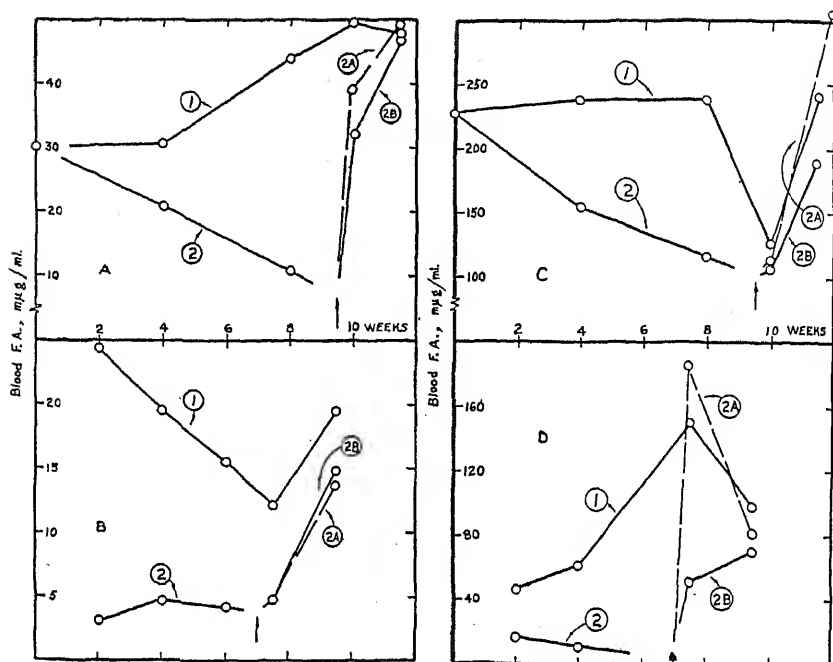 40
30
20
10
A
①
②
2A
2B
Blood F.A., mµg/ml.
2
4
6
8
10 WEEKS
20
15
10
5
B
①
②
2B
2A
Blood F.A., mµg/ml.
250
200
150
100
C
①
②
2A
2B
2
4
6
8
10 WEEKS
160
120
80
40
D
①
②
2A
2B